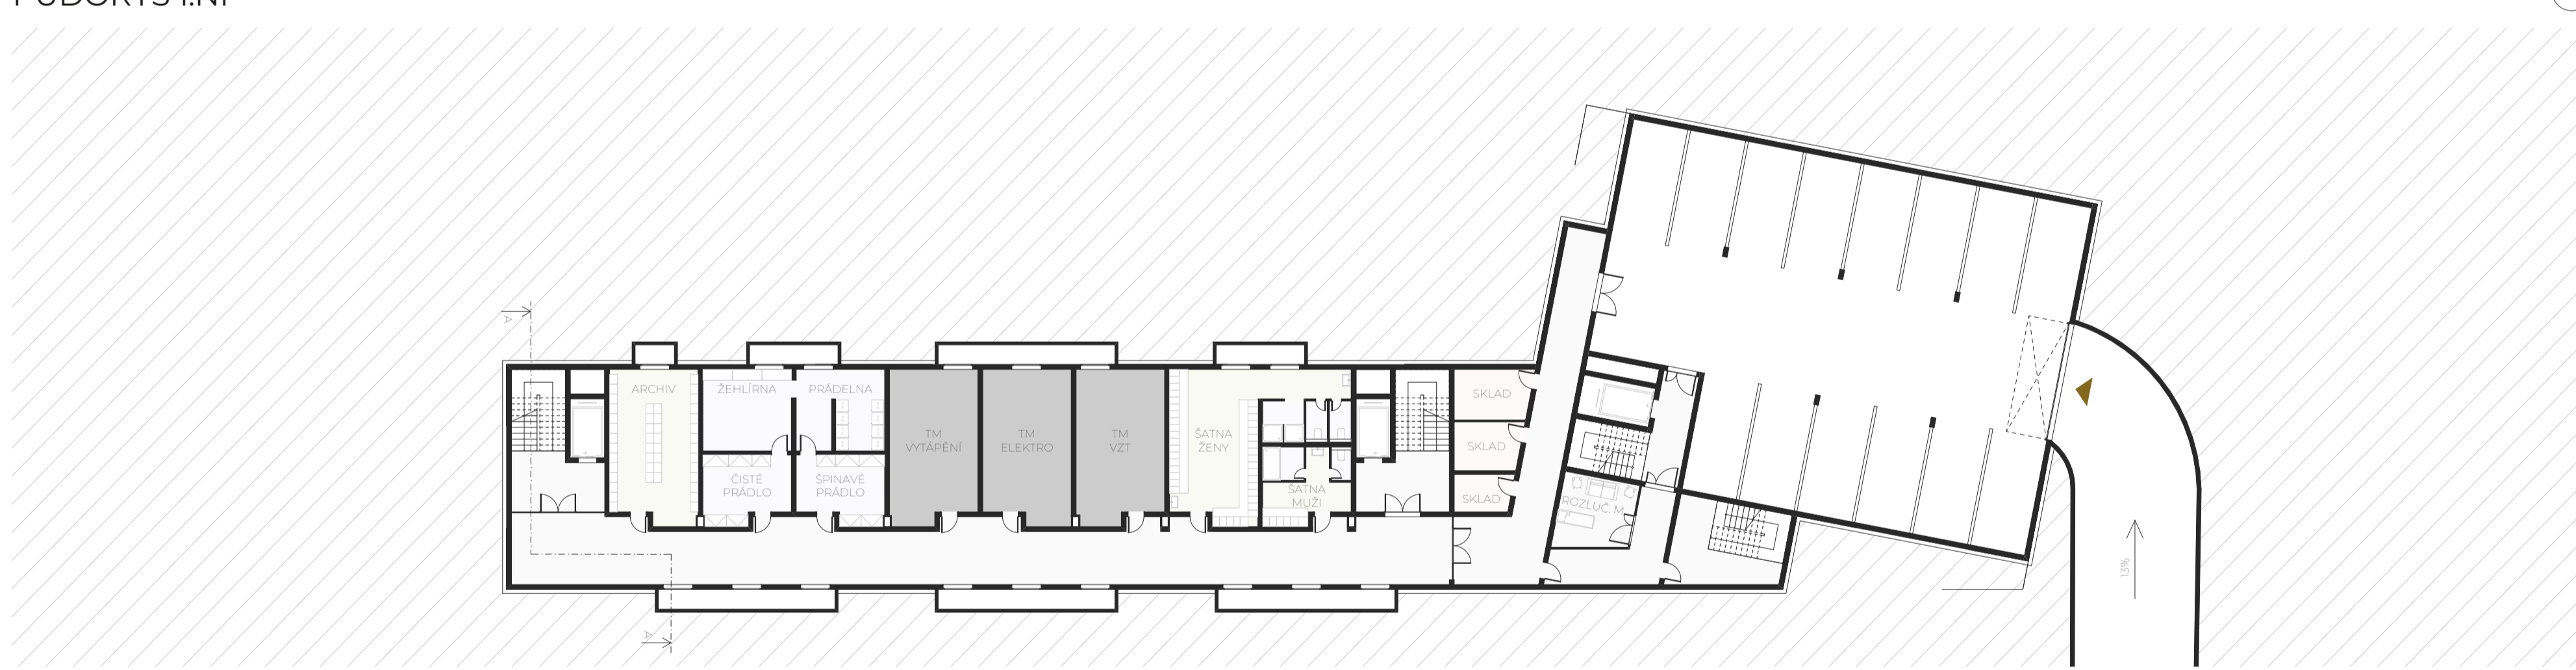 A
ARCHIV
ŽEHLÍRNA
PRÁDELNA
ČISTÉ
PRÁDLO
ŠPINAVÉ
PRÁDLO
TM
VYTÁPĚNÍ
TM
ELEKTRO
TM
VZT
ŠATNA
ŽENY
ŠATNA
MUŽI
SKLAD
SKLAD
SKLAD
ROZLUČ. M.
13%
A